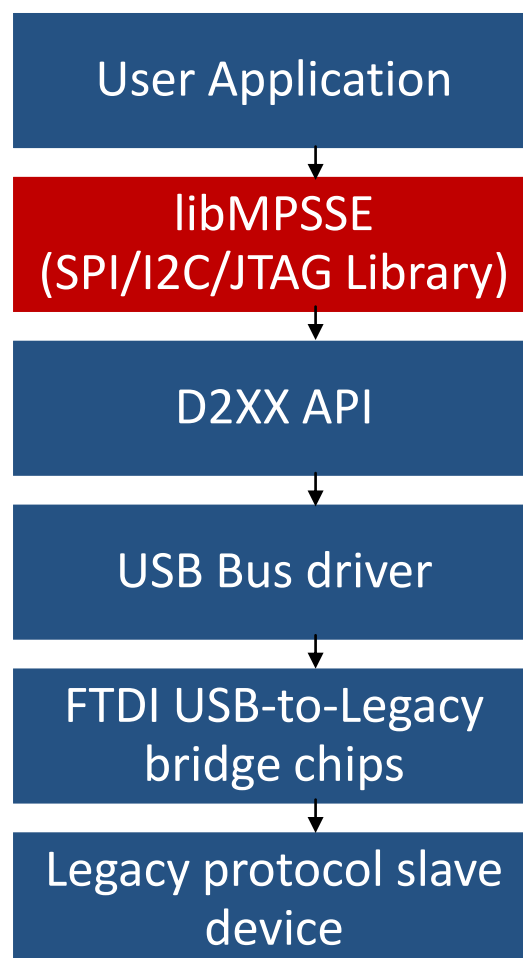 User Application
libMPSSE
(SPI/I2C/JTAG Library)
D2XX API
USB Bus driver
FTDI USB-to-Legacy
bridge chips
Legacy protocol slave
device